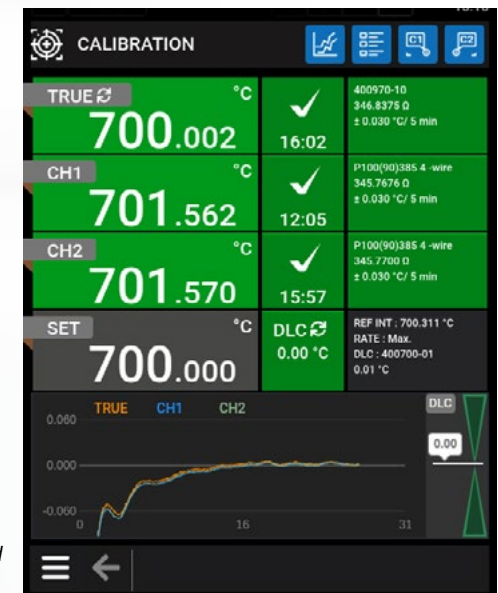 CALIBRATION
C1
C2
TRUE
°C
700.002
16:02
400970-10
346.8375 Ω
± 0.030 °C/ 5 min
CH1
°C
701.562
12:05
P100(90)385 4 -wire
345.7676 Ω
± 0.030 °C/ 5 min
CH2
°C
701.570
15:57
P100(90)385 4 -wire
345.7700 Ω
± 0.030 °C/ 5 min
SET
°C
700.000
DLC
0.00 °C
REF INT : 700.311 °C
RATE : Max.
DLC : 400700-01
0.01 °C
TRUE CH1 CH2
DLC
0.060
0.00
0.000
-0.060
0 16 31